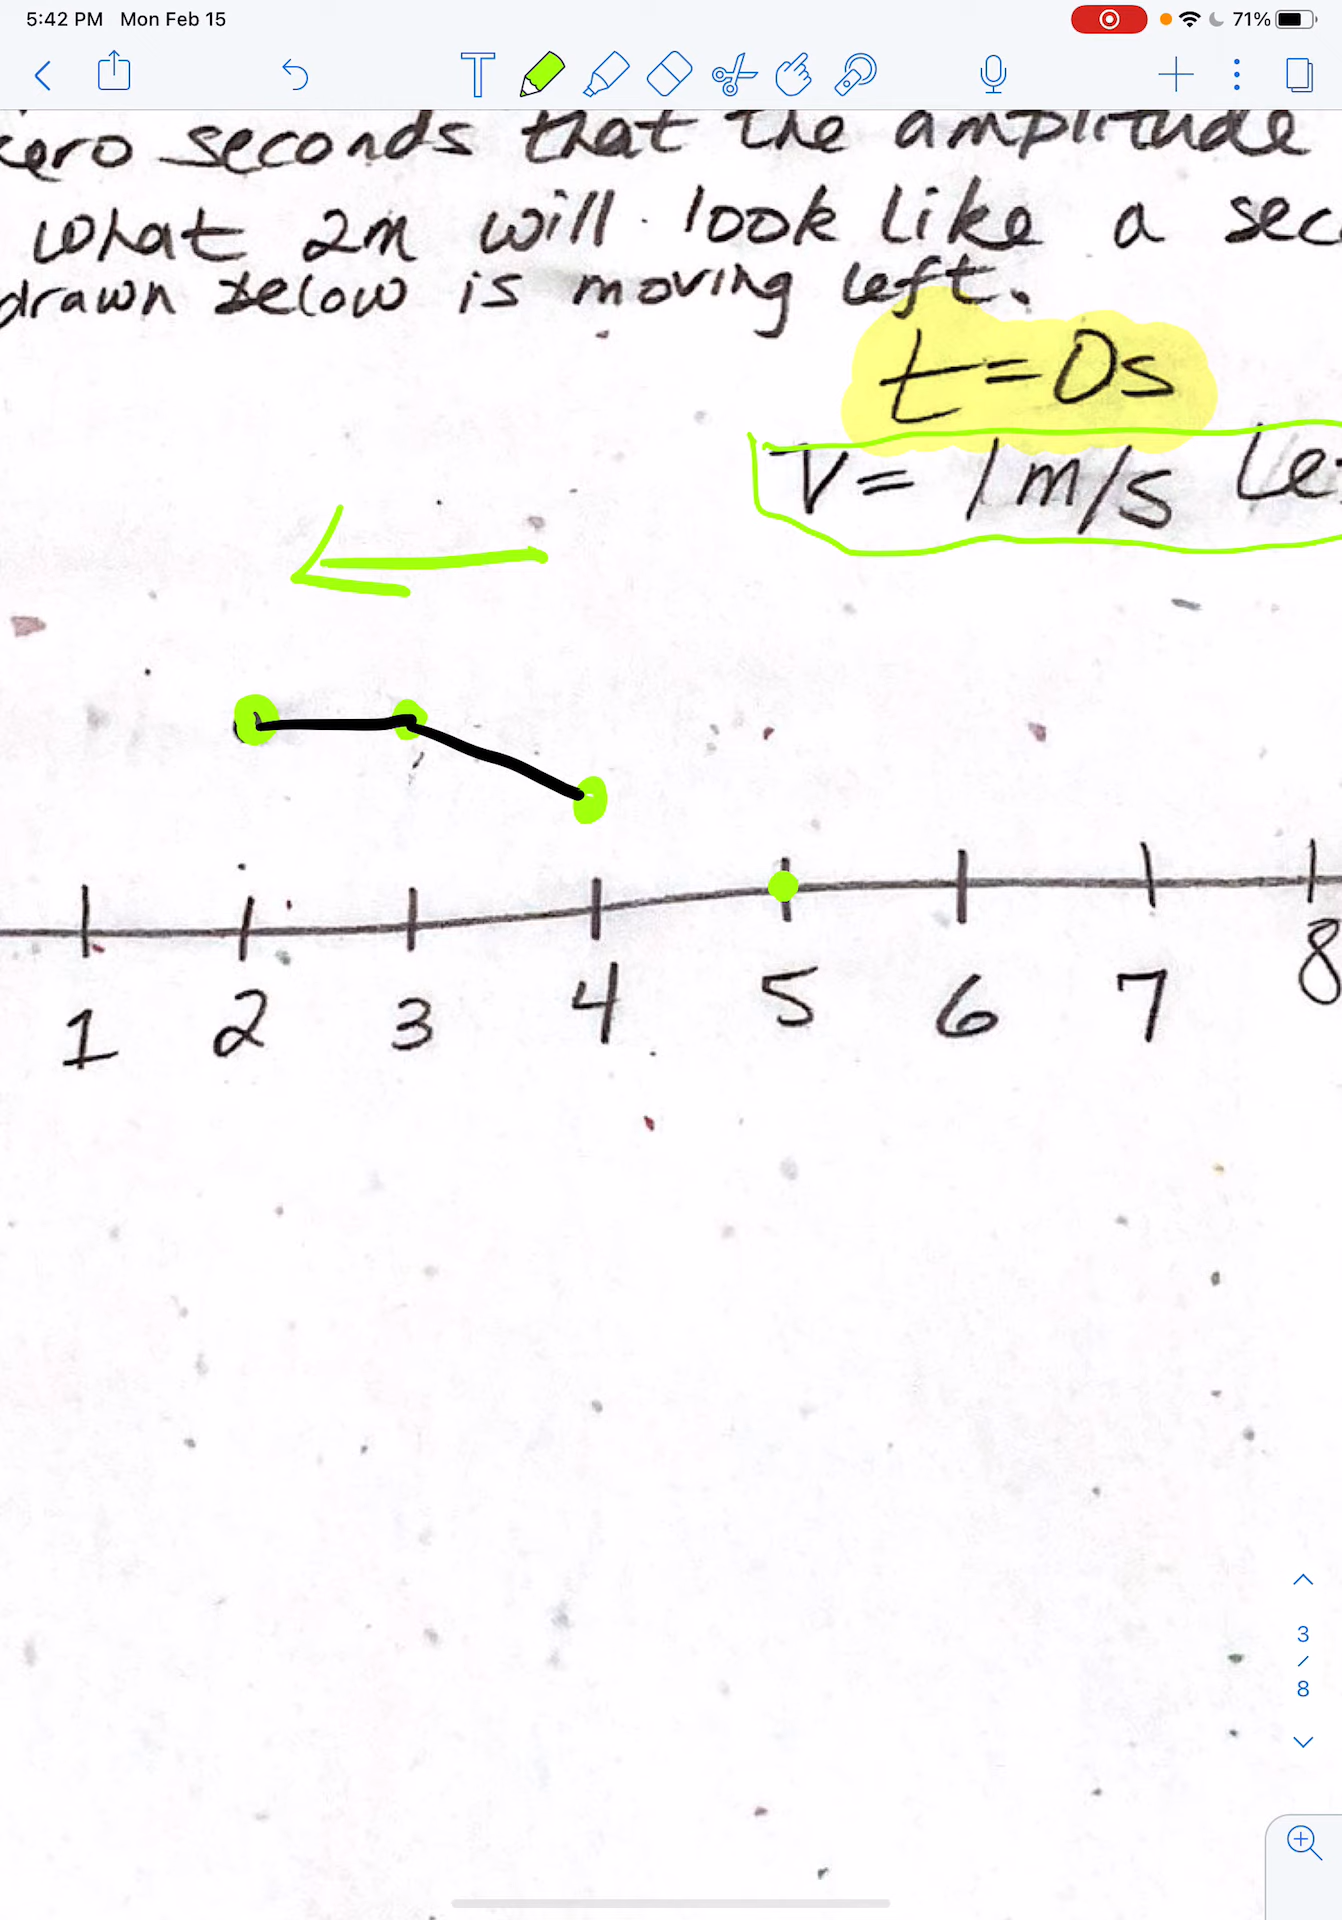 5:42 PM Mon Feb 15 71%
T
zero seconds that the amplitude
what 2m will look like a sec
drawn below is moving left.
t=0s
V= 1m/s Le
1 2 3 4 5 6 7 8
3
/
8